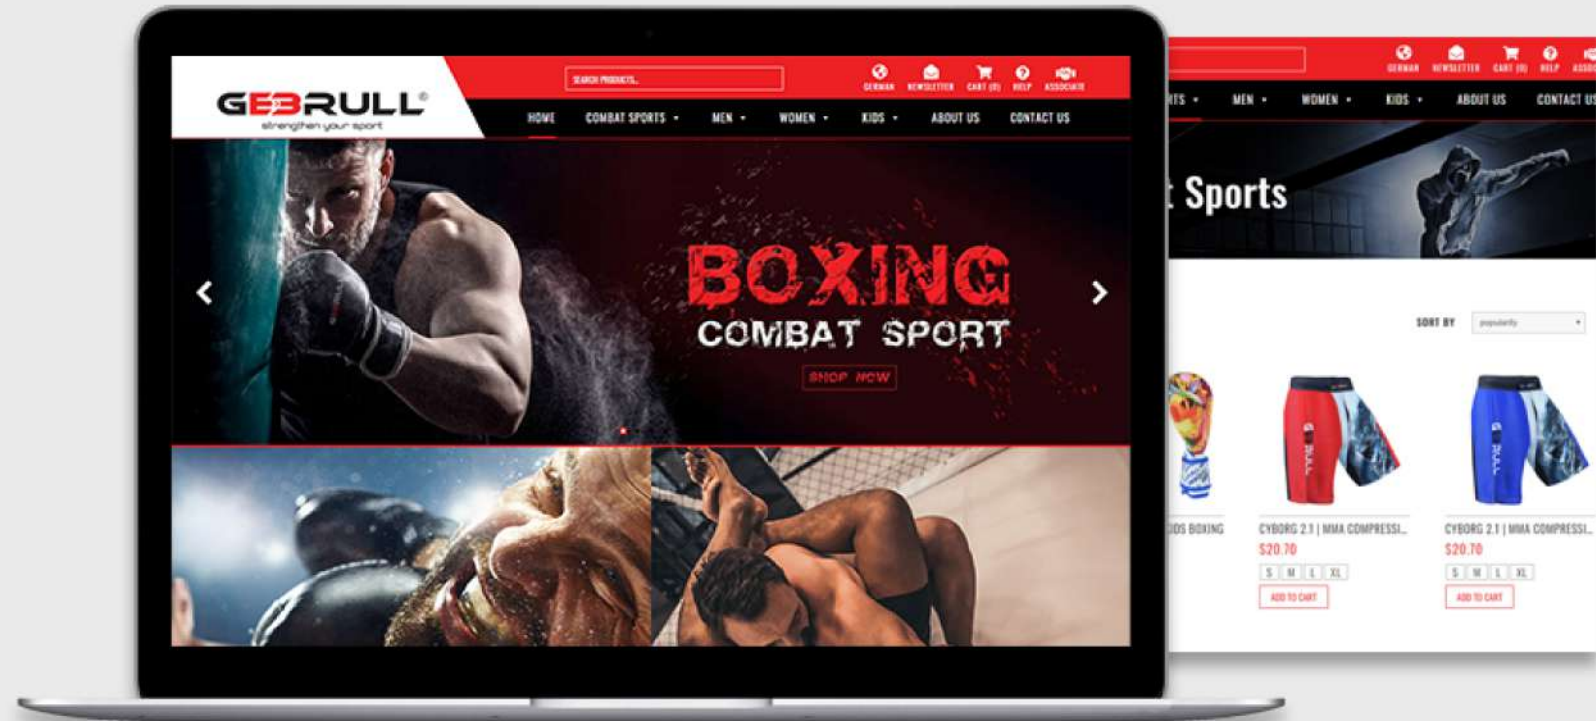 GEBRULL®
strengthen your sport
SEARCH PRODUCTS..
GERMAN NEWSLETTER CART (0) HELP ASSOCIATE
HOME COMBAT SPORTS MEN WOMEN KIDS ABOUT US CONTACT US
BOXING
COMBAT SPORT
SHOP NOW
GERMAN NEWSLETTER CART (0) HELP
MEN WOMEN KIDS ABOUT US CONTACT US
Sports
SORT BY popularity
BOXING
CYBORG 2.1 | MMA COMPRESSI...
$20.70
S M L XL
ADD TO CART
CYBORG 2.1 | MMA COMPRESSI...
$20.70
S M L XL
ADD TO CART